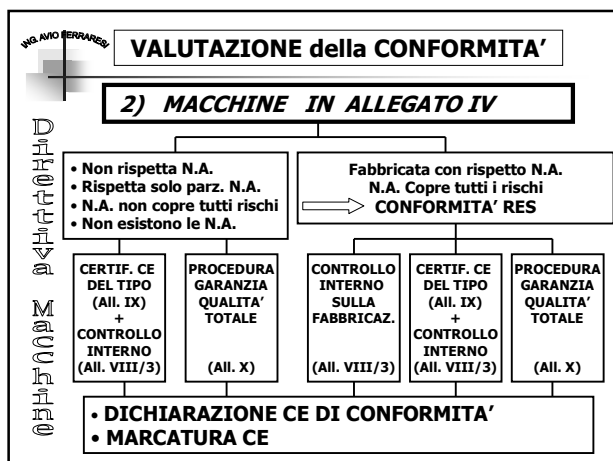 ING. AVIO FERRARESI
VALUTAZIONE della CONFORMITA’
Direttiva Macchine
2) MACCHINE IN ALLEGATO IV
• Non rispetta N.A.
• Rispetta solo parz. N.A.
• N.A. non copre tutti rischi
• Non esistono le N.A.
Fabbricata con rispetto N.A.
N.A. Copre tutti i rischi
CONFORMITA’ RES
CERTIF. CE
DEL TIPO
(All. IX)
+
CONTROLLO
INTERNO
(All. VIII/3)
PROCEDURA
GARANZIA
QUALITA’
TOTALE
(All. X)
CONTROLLO
INTERNO
SULLA
FABBRICAZ.
(All. VIII/3)
CERTIF. CE
DEL TIPO
(All. IX)
+
CONTROLLO
INTERNO
(All. VIII/3)
PROCEDURA
GARANZIA
QUALITA’
TOTALE
(All. X)
• DICHIARAZIONE CE DI CONFORMITA’
• MARCATURA CE